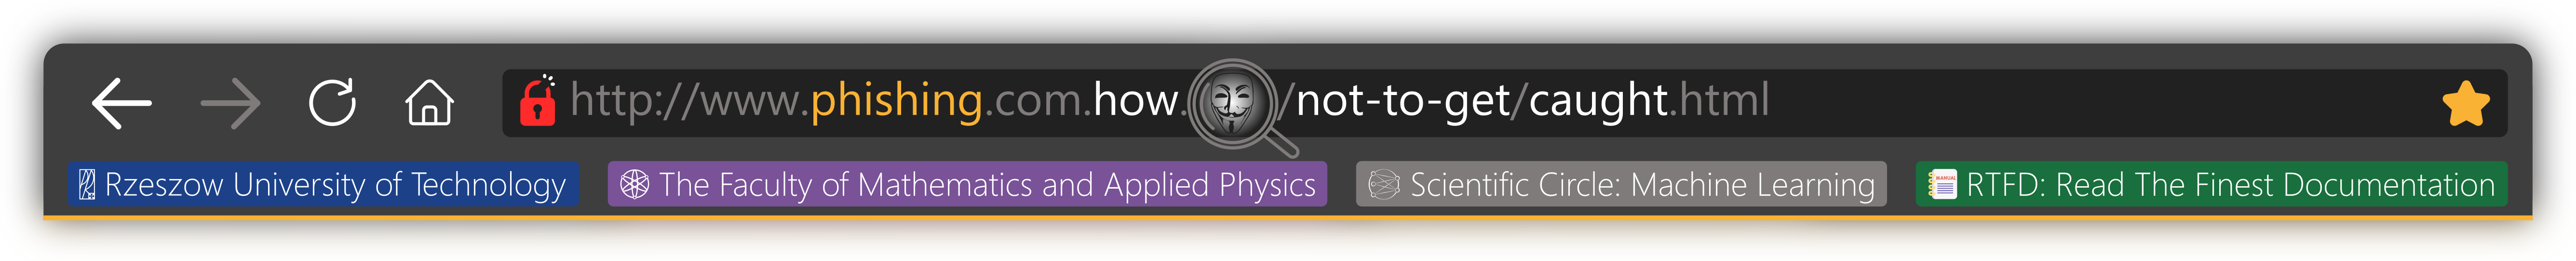 http://www.phishing.com.how./not-to-get/caught.html
Rzeszow University of Technology
The Faculty of Mathematics and Applied Physics
Scientific Circle: Machine Learning
MANUAL
RTFD: Read The Finest Documentation